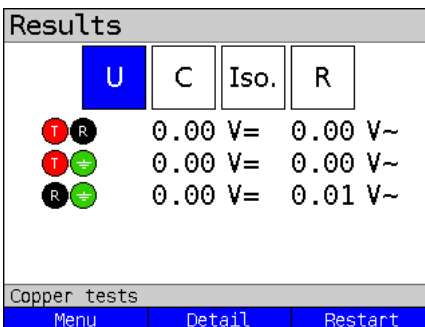 Results
U C Iso. R
T R 0.00 V= 0.00 V~
T 0.00 V= 0.00 V~
R 0.00 V= 0.01 V~
Copper tests
Menu Detail Restart